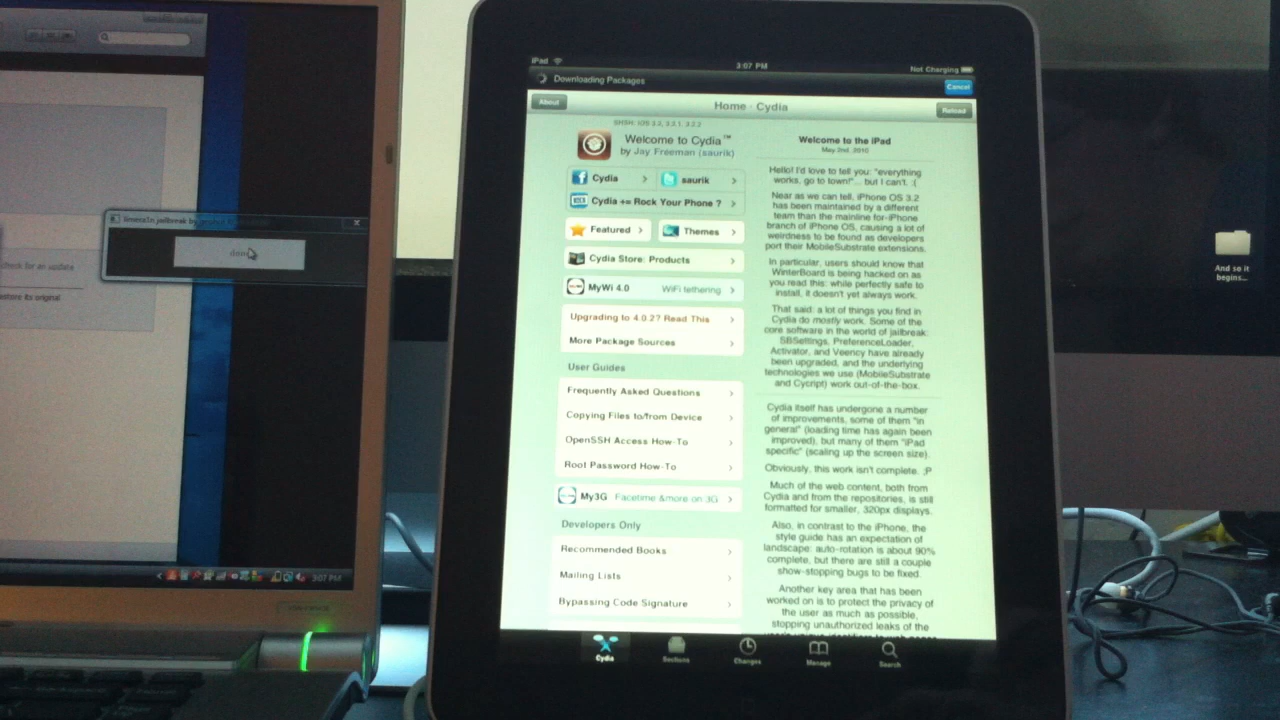 check for an update
estore its original
limera1n jailbreak by
done
3:07 PM
iPad
3:07 PM
Not Charging
Downloading Packages
Cancel
About
Home - Cydia
Reload
SHSH: iOS 3.2, 3.2.1, 3.2.2
Welcome to Cydia™
by Jay Freeman (saurik)
Cydia
saurik
ROCK
Cydia += Rock Your Phone ?
Featured
Themes
Cydia Store: Products
MyWi 4.0
WiFi tethering
Upgrading to 4.0.2? Read This
More Package Sources
User Guides
Frequently Asked Questions
Copying Files to/from Device
OpenSSH Access How-To
Root Password How-To
My3G
Facetime &more on 3G
Developers Only
Recommended Books
Mailing Lists
Bypassing Code Signature
Welcome to the iPad
May 2nd, 2010
Hello! I'd love to tell you: "everything
works, go to town!"... but I can't. :(
Near as we can tell, iPhone OS 3.2
has been maintained by a different
team than the mainline for-iPhone
branch of iPhone OS, causing a lot of
weirdness to be found as developers
port their MobileSubstrate extensions.
In particular, users should know that
WinterBoard is being hacked on as
you read this: while perfectly safe to
install, it doesn't yet always work.
That said: a lot of things you find in
Cydia do mostly work. Some of the
core software in the world of jailbreak:
SBSettings, PreferenceLoader,
Activator, and Veency have already
been upgraded, and the underlying
technologies we use (MobileSubstrate
and Cycript) work out-of-the-box.
Cydia itself has undergone a number
of improvements, some of them "in
general" (loading time has again been
improved), but many of them "iPad
specific" (scaling up the screen size).
Obviously, this work isn't complete. ;P
Much of the web content, both from
Cydia and from the repositories, is still
formatted for smaller, 320px displays.
Also, in contrast to the iPhone, the
style guide has an expectation of
landscape: auto-rotation is about 90%
complete, but there are still a couple
show-stopping bugs to be fixed.
Another key area that has been
worked on is to protect the privacy of
the user as much as possible,
stopping unauthorized leaks of the
Cydia
Sections
Changes
Manage
Search
And so it
begins...